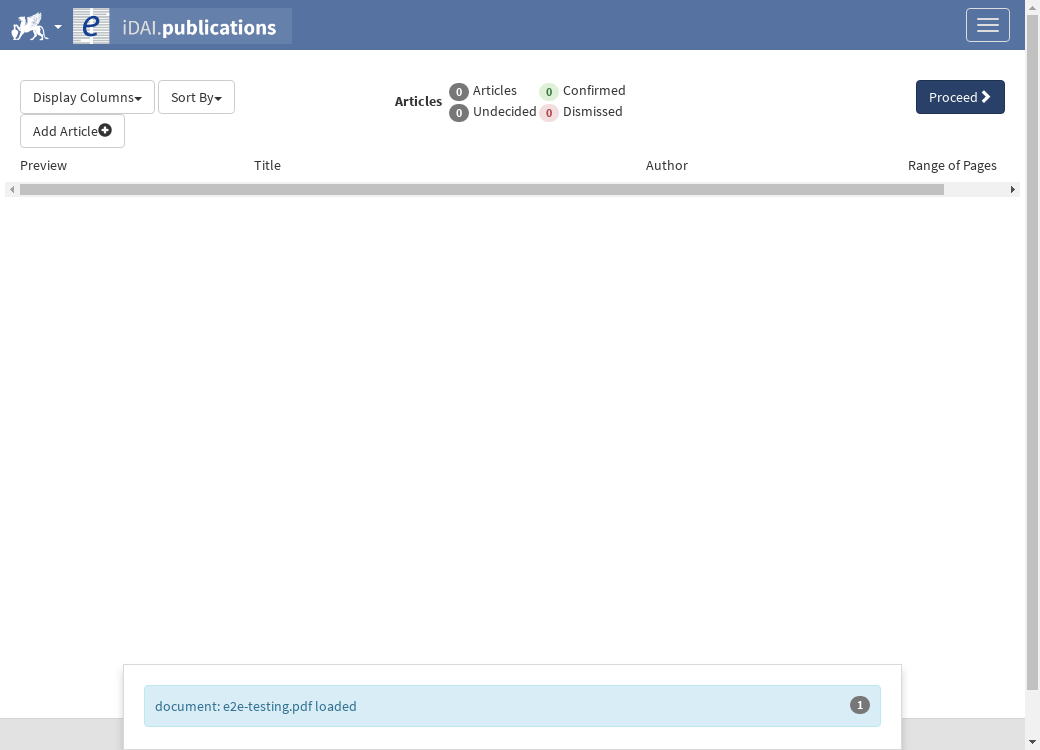 e iDAI.publications
Display Columns Sort By
Add Article
Articles
0 Articles 0 Confirmed
0 Undecided 0 Dismissed
Proceed
Preview Title Author Range of Pages
document: e2e-testing.pdf loaded 1